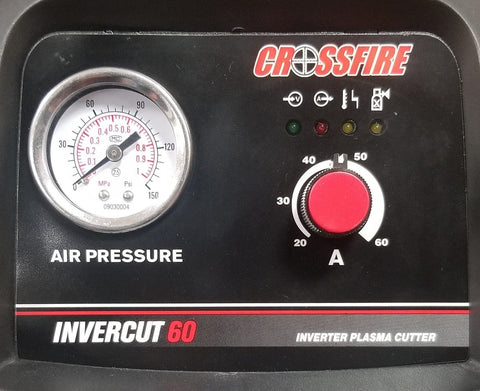 CROSSFIRE
V
A
60 90
30 120
0 150
0.4 0.5 0.6
0.3
0.2 0.8
0.1 0.9
0 1
MPa Psi
09030004
AIR PRESSURE
40 50
30
20 60
A
INVERCUT 60
INVERTER PLASMA CUTTER